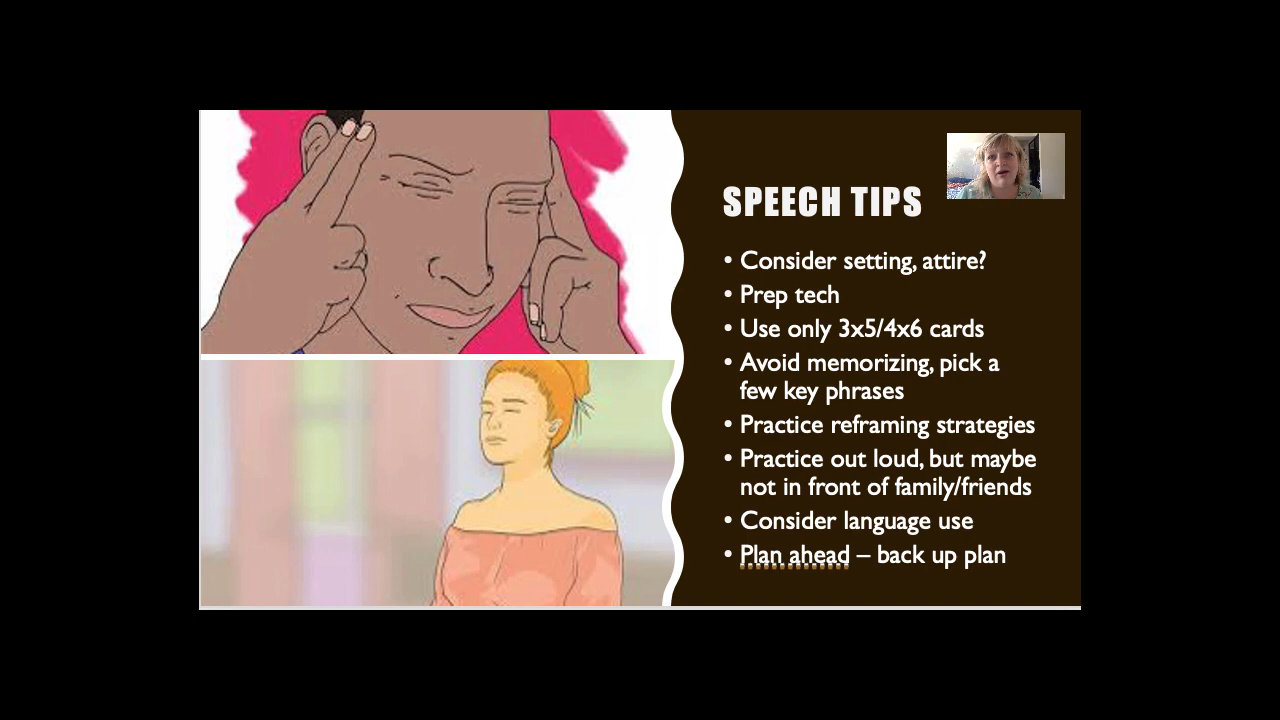 SPEECH TIPS
• Consider setting, attire?
• Prep tech
• Use only 3x5/4x6 cards
• Avoid memorizing, pick a
few key phrases
• Practice reframing strategies
• Practice out loud, but maybe
not in front of family/friends
• Consider language use
• Plan ahead – back up plan